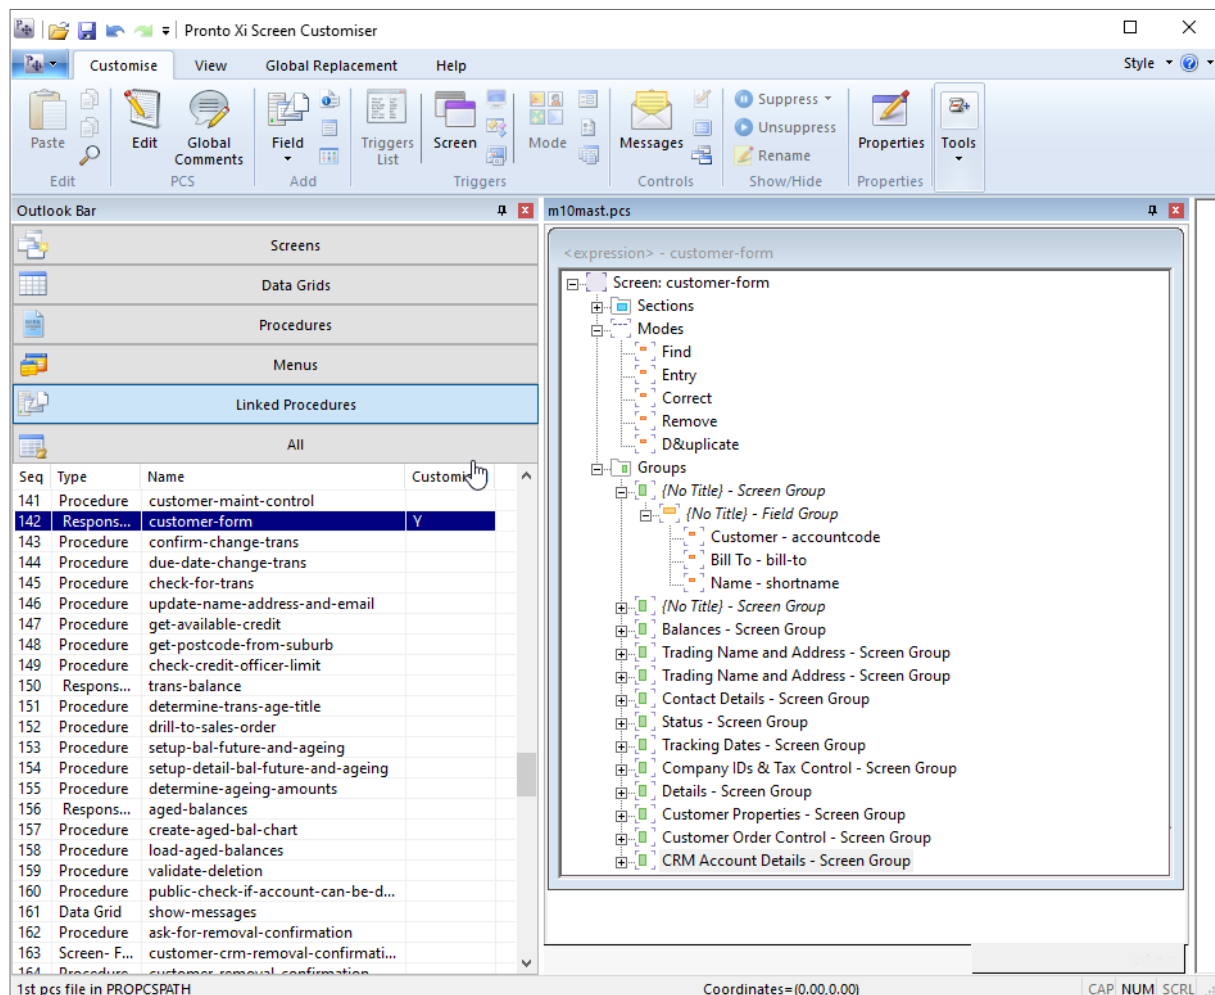 Pronto Xi Screen Customiser
Customise View Global Replacement Help Style
Paste Edit Global Comments Field Triggers List Screen Mode Messages Suppress Unsuppress Rename Properties Tools
Edit PCS Add Triggers Controls Show/Hide Properties
Outlook Bar
Screens
Data Grids
Procedures
Menus
Linked Procedures
All
Seq Type Name
141 Procedure customer-maint-control
142 Respons... customer-form Y
143 Procedure confirm-change-trans
144 Procedure due-date-change-trans
145 Procedure check-for-trans
146 Procedure update-name-address-and-email
147 Procedure get-available-credit
148 Procedure get-postcode-from-suburb
149 Procedure check-credit-officer-limit
150 Respons... trans-balance
151 Procedure determine-trans-age-title
152 Procedure drill-to-sales-order
153 Procedure setup-bal-future-and-ageing
154 Procedure setup-detail-bal-future-and-ageing
155 Procedure determine-ageing-amounts
156 Respons... aged-balances
157 Procedure create-aged-bal-chart
158 Procedure load-aged-balances
159 Procedure validate-deletion
160 Procedure public-check-if-account-can-be-d...
161 Data Grid show-messages
162 Procedure ask-for-removal-confirmation
163 Screen- F... customer-crm-removal-confirmati...
164 Procedure customer-removal-confirmation
m10mast.pcs
<expression> - customer-form
Screen: customer-form
Sections
Modes
Find
Entry
Correct
Remove
D&uplicate
Groups
{No Title} - Screen Group
{No Title} - Field Group
Customer - accountcode
Bill To - bill-to
Name - shortname
{No Title} - Screen Group
Balances - Screen Group
Trading Name and Address - Screen Group
Trading Name and Address - Screen Group
Contact Details - Screen Group
Status - Screen Group
Tracking Dates - Screen Group
Company IDs & Tax Control - Screen Group
Details - Screen Group
Customer Properties - Screen Group
Customer Order Control - Screen Group
CRM Account Details - Screen Group
1st pcs file in PROPCSPATH Coordinates=(0.00,0.00) CAP NUM SCRL